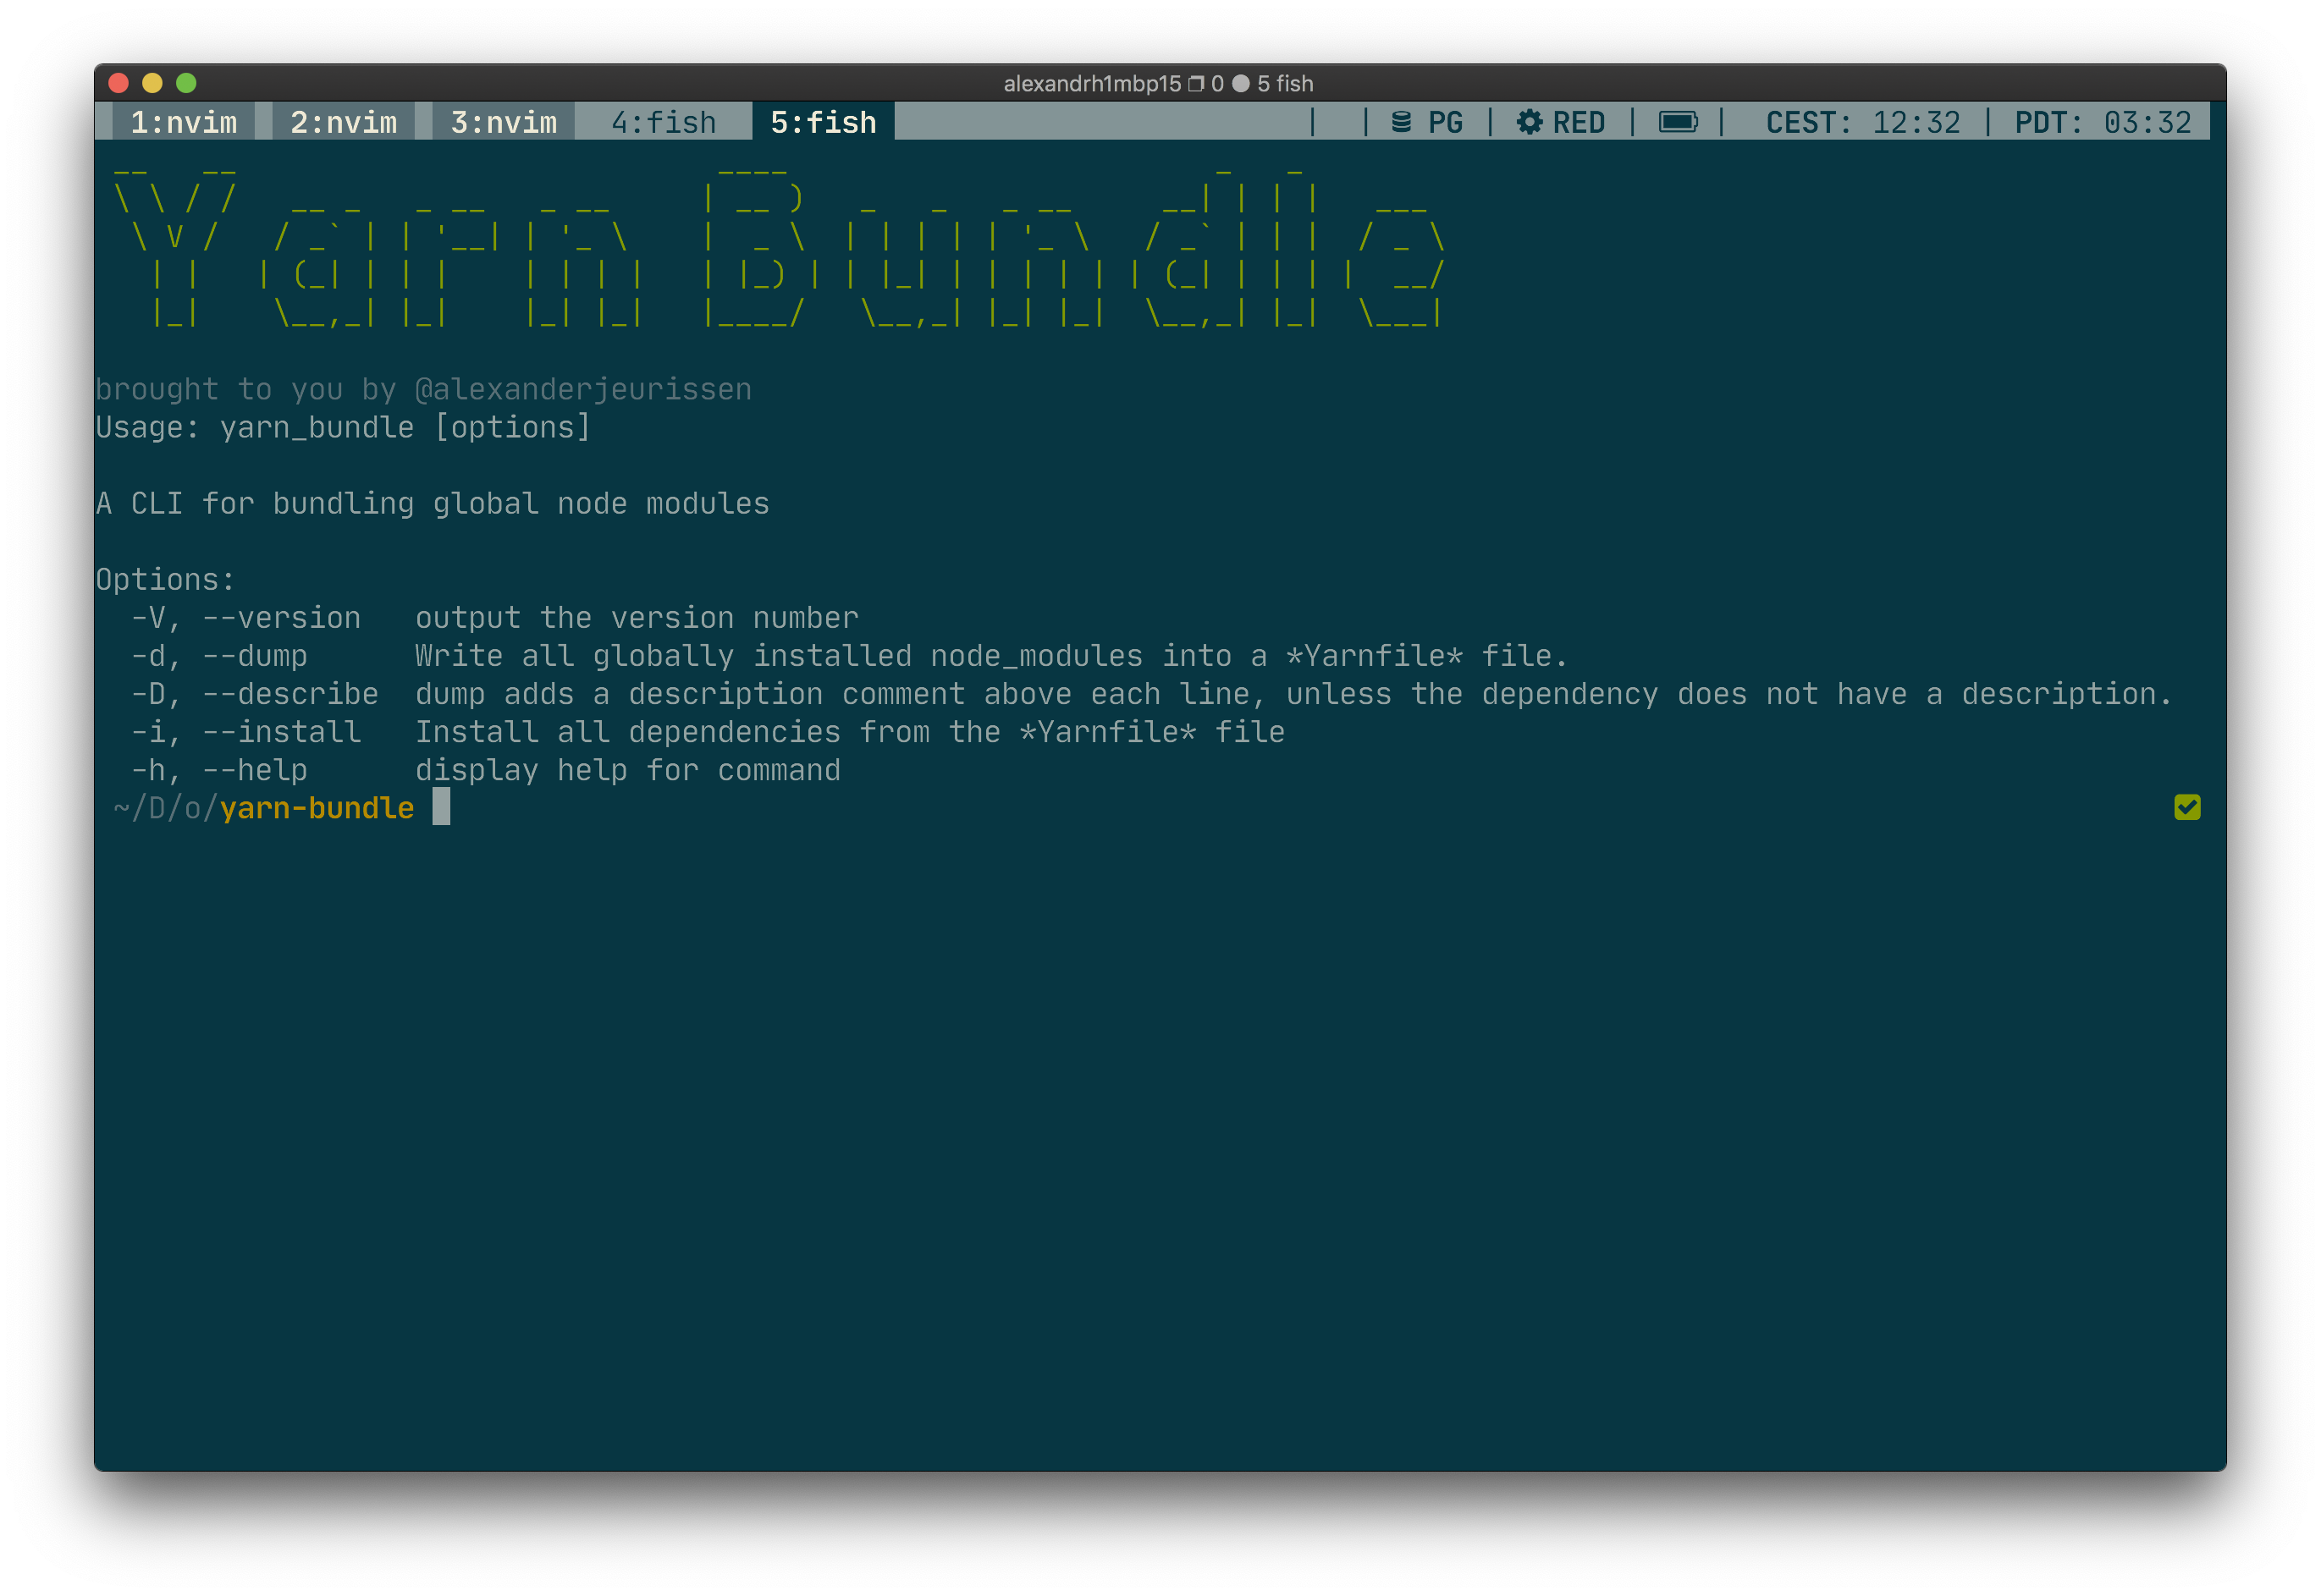 alexandrh1mbp15 0 ● 5 fish
1:nvim 2:nvim 3:nvim 4:fish 5:fish | | PG | RED | | CEST: 12:32 | PDT: 03:32
Yarn Bundle
brought to you by @alexanderjeurissen
Usage: yarn_bundle [options]
A CLI for bundling global node modules
Options:
-V, --version output the version number
-d, --dump Write all globally installed node_modules into a *Yarnfile* file.
-D, --describe dump adds a description comment above each line, unless the dependency does not have a description.
-i, --install Install all dependencies from the *Yarnfile* file
-h, --help display help for command
~/D/o/yarn-bundle